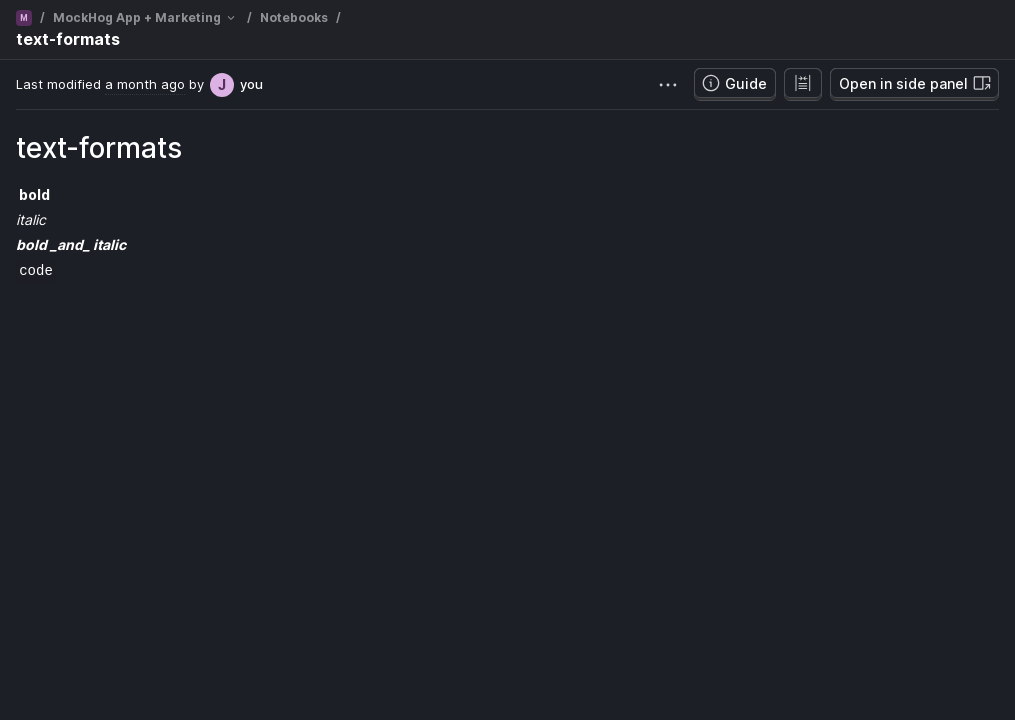 M / MockHog App + Marketing / Notebooks /
text-formats
Last modified a month ago by J you
Guide
Open in side panel
text-formats
bold
italic
bold _and_ italic
code